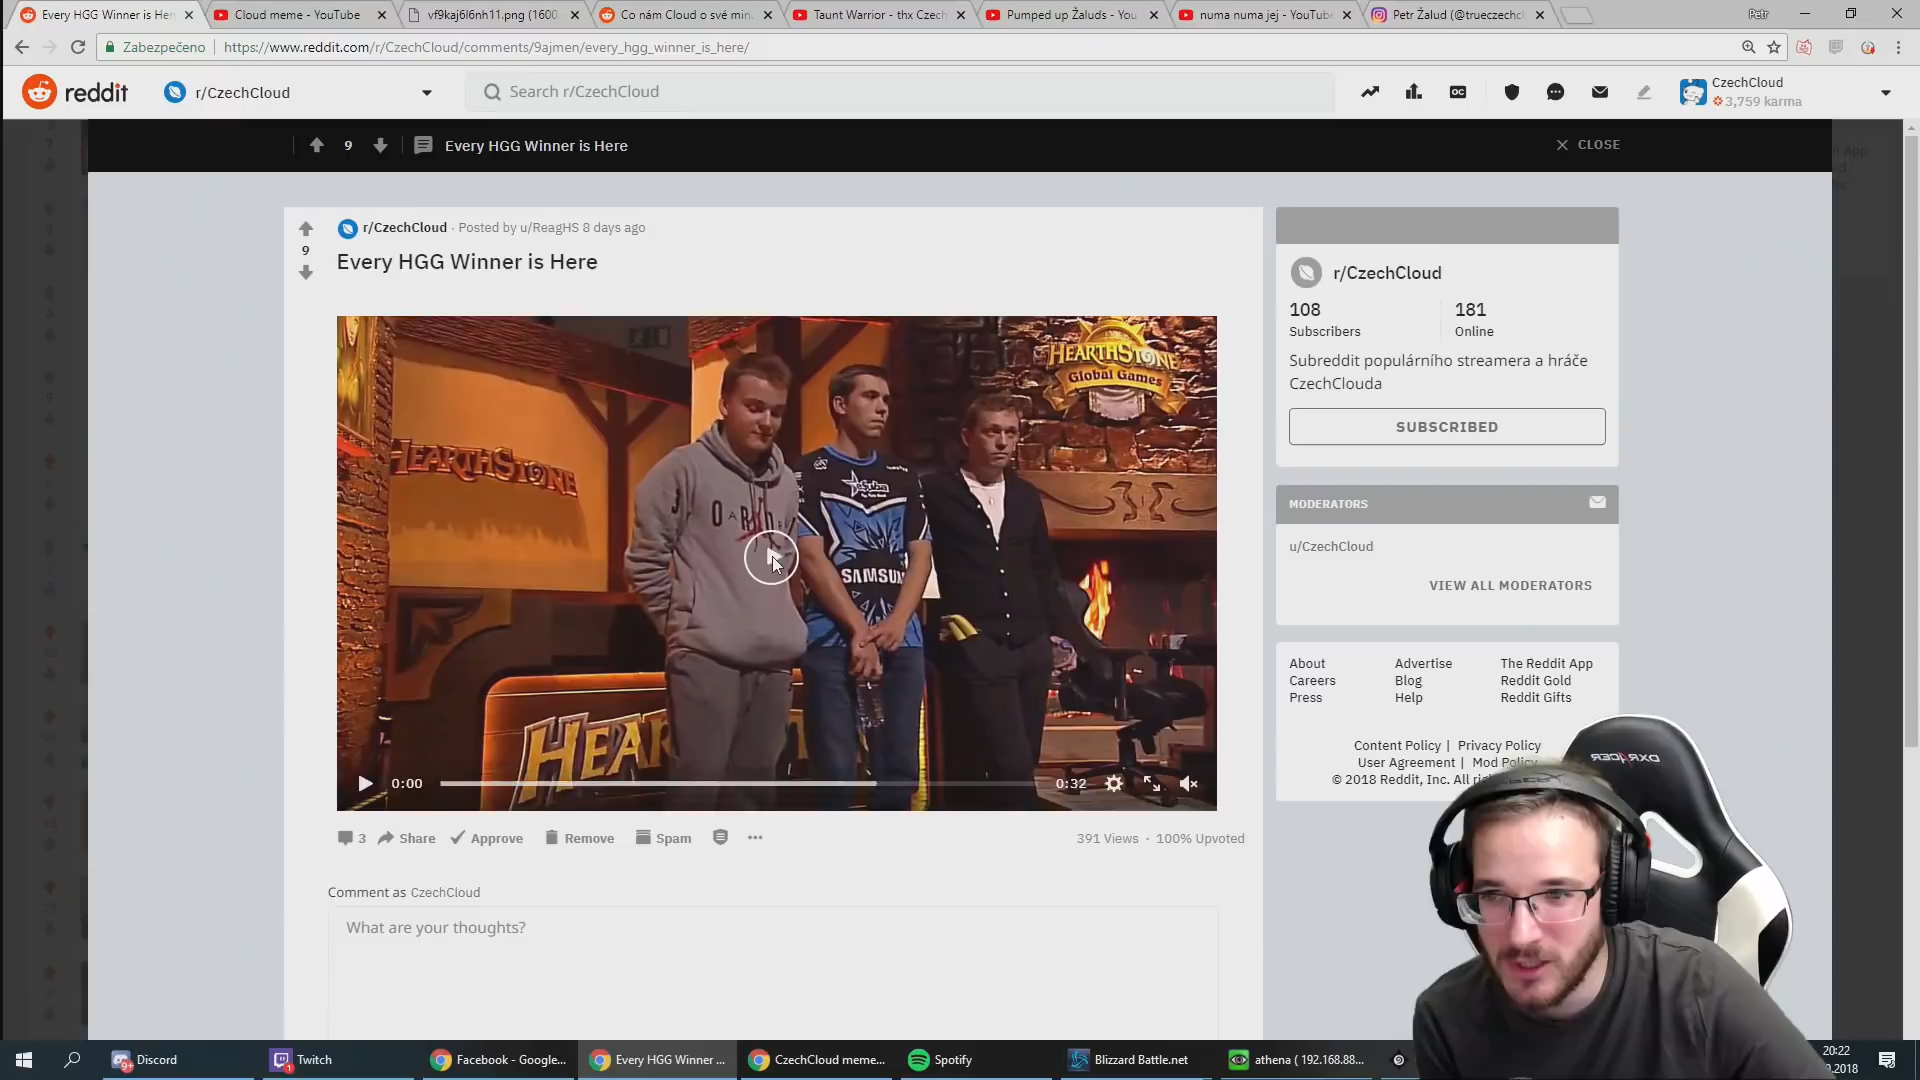 Every HGG Winner is Her
Cloud meme - YouTube
vf9kaj6l6nh11.png (1600
Co nám Cloud o své min
Taunt Warrior - thx Czech
Pumped up Žaluds - You
numa numa jej - YouTube
Petr Žalud (@trueczechcl
Petr
Zabezpečeno
https://www.reddit.com/r/CzechCloud/comments/9ajmen/every_hgg_winner_is_here/
reddit
r/CzechCloud
Search r/CzechCloud
OC
CzechCloud
3,759 karma
9
Every HGG Winner is Here
CLOSE
r/CzechCloud · Posted by u/ReagHS 8 days ago
9
Every HGG Winner is Here
HEARTHSTONE
Global Games
HEARTHSTONE
SAMSUN
HEAR
0:00
0:32
3
Share
Approve
Remove
Spam
391 Views · 100% Upvoted
Comment as CzechCloud
What are your thoughts?
r/CzechCloud
108
181
Subscribers
Online
Subreddit populárního streamera a hráče
CzechClouda
SUBSCRIBED
MODERATORS
u/CzechCloud
VIEW ALL MODERATORS
About
Advertise
The Reddit App
Careers
Blog
Reddit Gold
Press
Help
Reddit Gifts
Content Policy | Privacy Policy
User Agreement | Mod Policy
© 2018 Reddit, Inc. All rig
DXRACER
Discord
Twitch
Facebook - Google...
Every HGG Winner ...
CzechCloud meme...
Spotify
Blizzard Battle.net
athena ( 192.168.88...
20:22
.2018